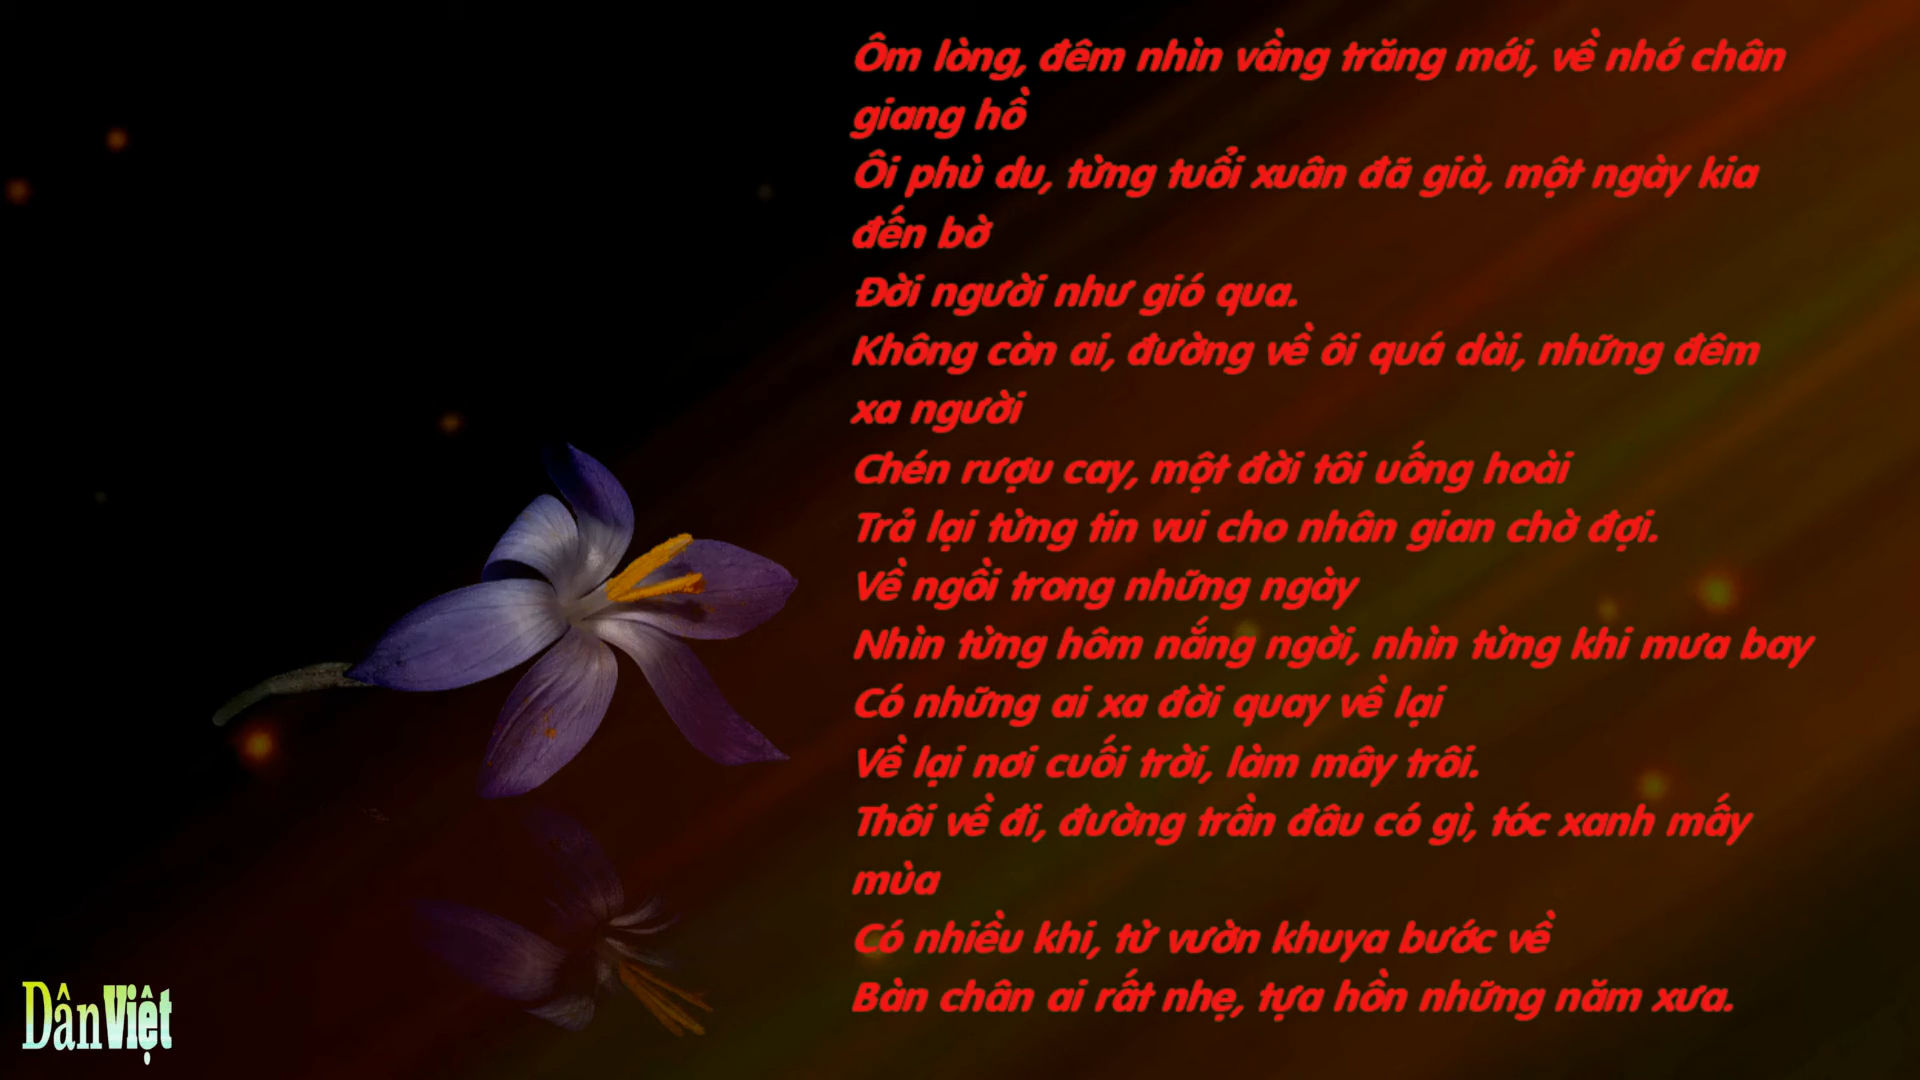 Ôm lòng, đêm nhìn vầng trăng mới, về nhớ chân
giang hồ
Ôi phù du, từng tuổi xuân đã già, một ngày kia
đến bờ
Đời người như gió qua.
Không còn ai, đường về ôi quá dài, những đêm
xa người
Chén rượu cay, một đời tôi uống hoài
Trả lại từng tin vui cho nhân gian chờ đợi.
Về ngồi trong những ngày
Nhìn từng hôm nắng ngời, nhìn từng khi mưa bay
Có những ai xa đời quay về lại
Về lại nơi cuối trời, làm mây trôi.
Thôi về đi, đường trần đâu có gì, tóc xanh mấy
mùa
Có nhiều khi, từ vườn khuya bước về
Bàn chân ai rất nhẹ, tựa hồn những năm xưa.
DânViệt